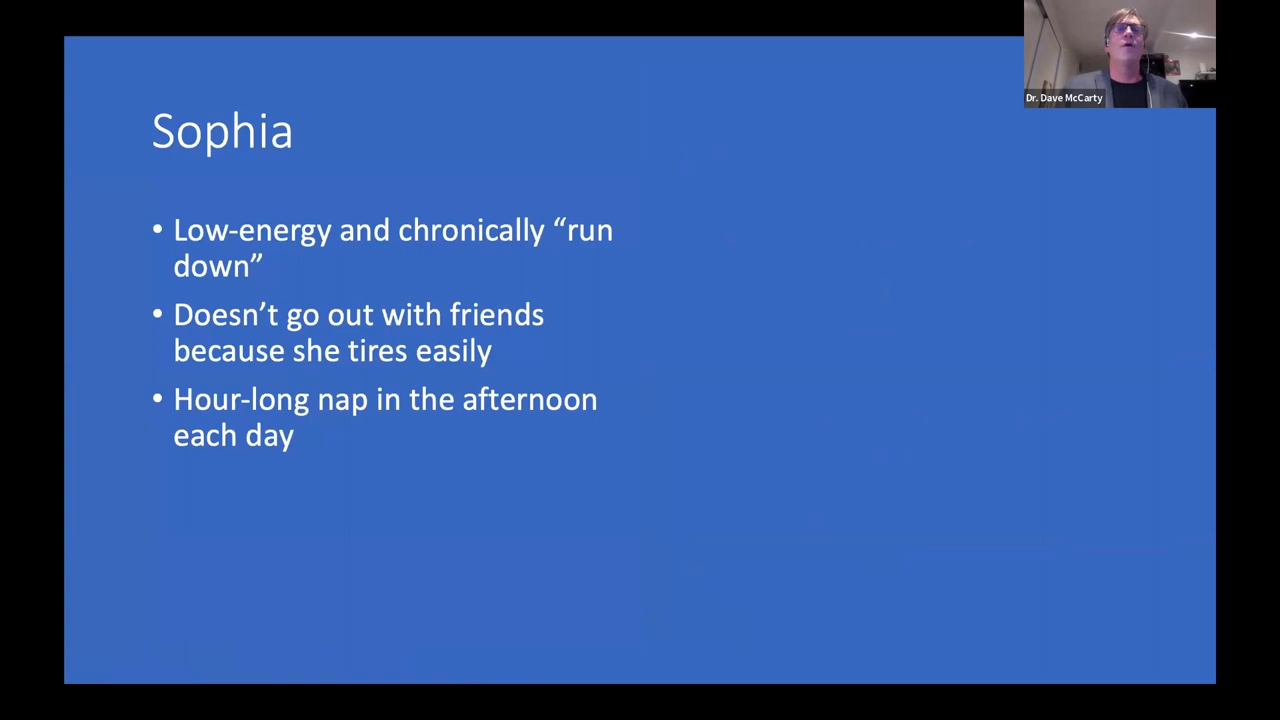 Dr. Dave McCarty
Sophia
• Low-energy and chronically “run
down”
• Doesn’t go out with friends
because she tires easily
• Hour-long nap in the afternoon
each day